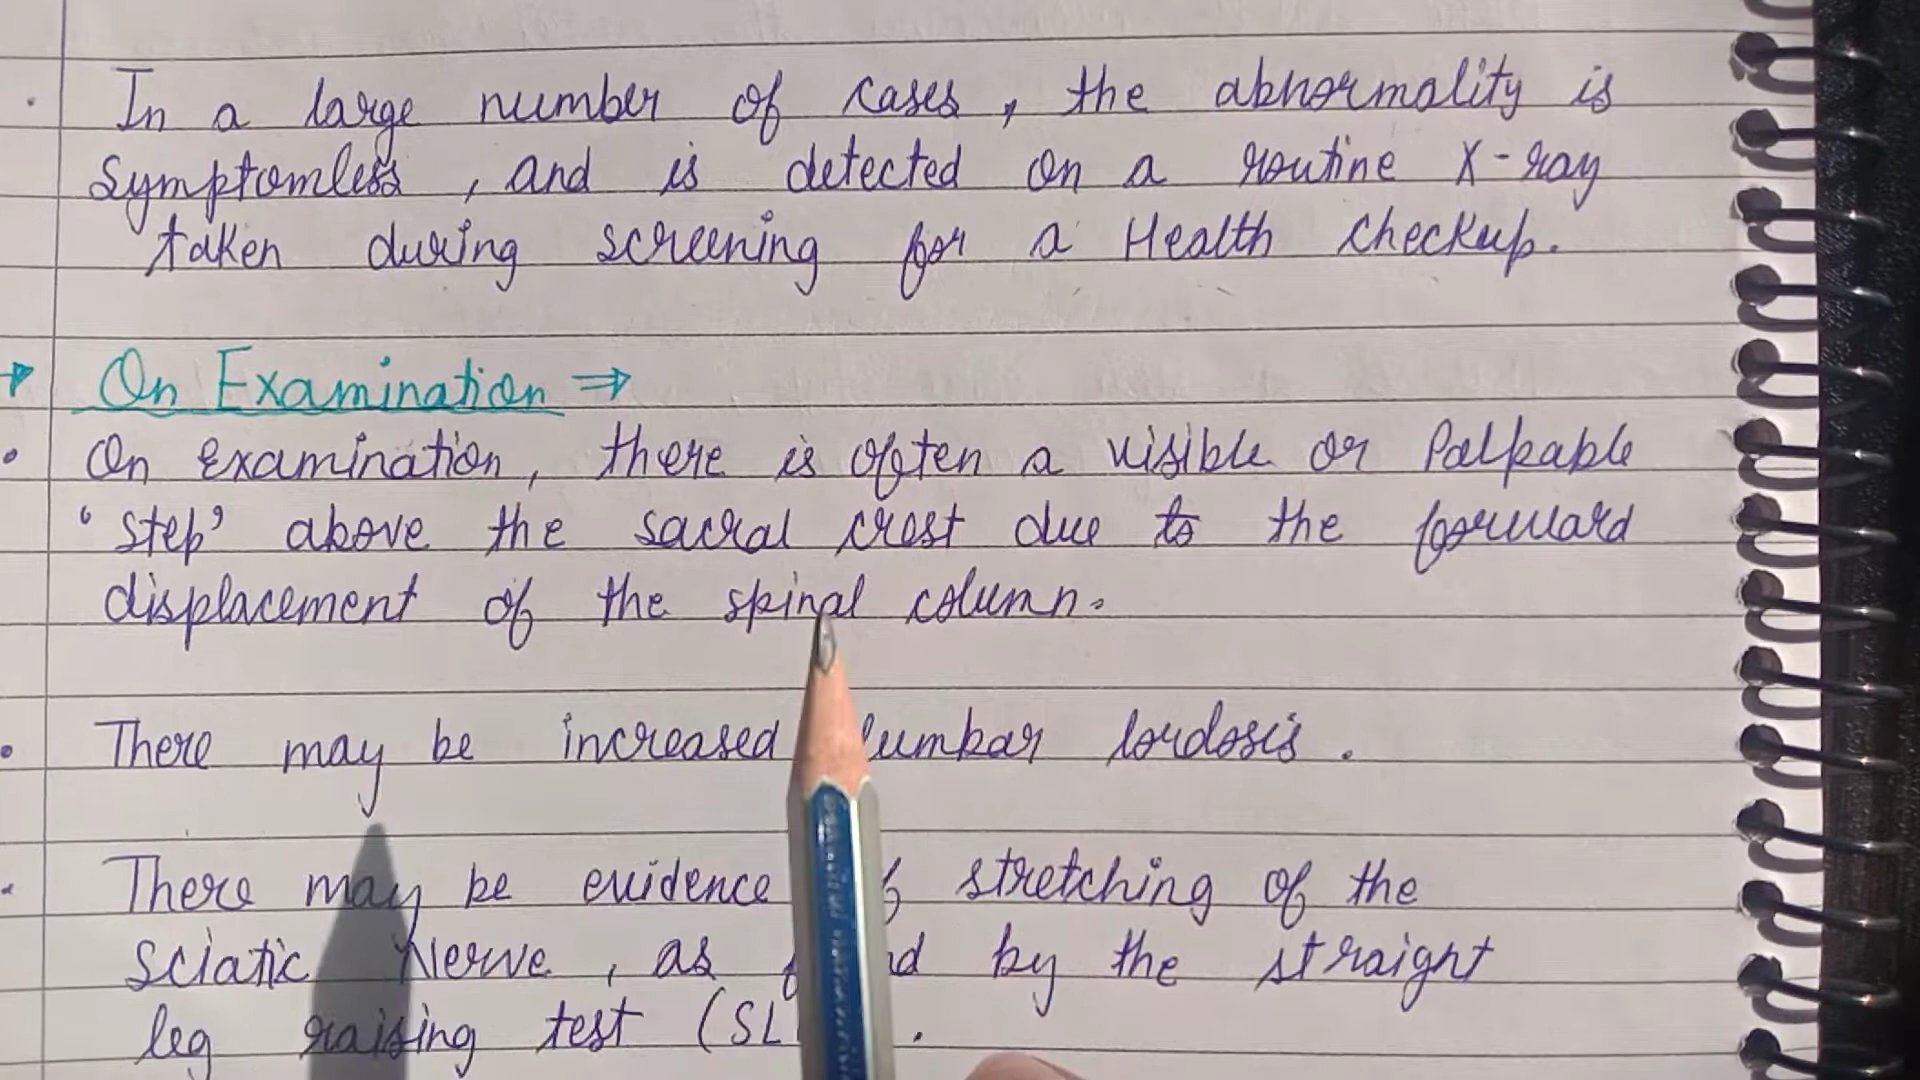 In a large number of cases, the abnormality is
symptomless, and is detected on a routine X-ray
taken during screening for a Health checkup.
On Examination ⇒
On examination, there is often a visible or Palpable
'step' above the sacral crest due to the forward
displacement of the spinal column.
There may be increased lumbar lordosis.
There may be evidence stretching of the
sciatic Nerve, as by the straight
leg raising test (SL .